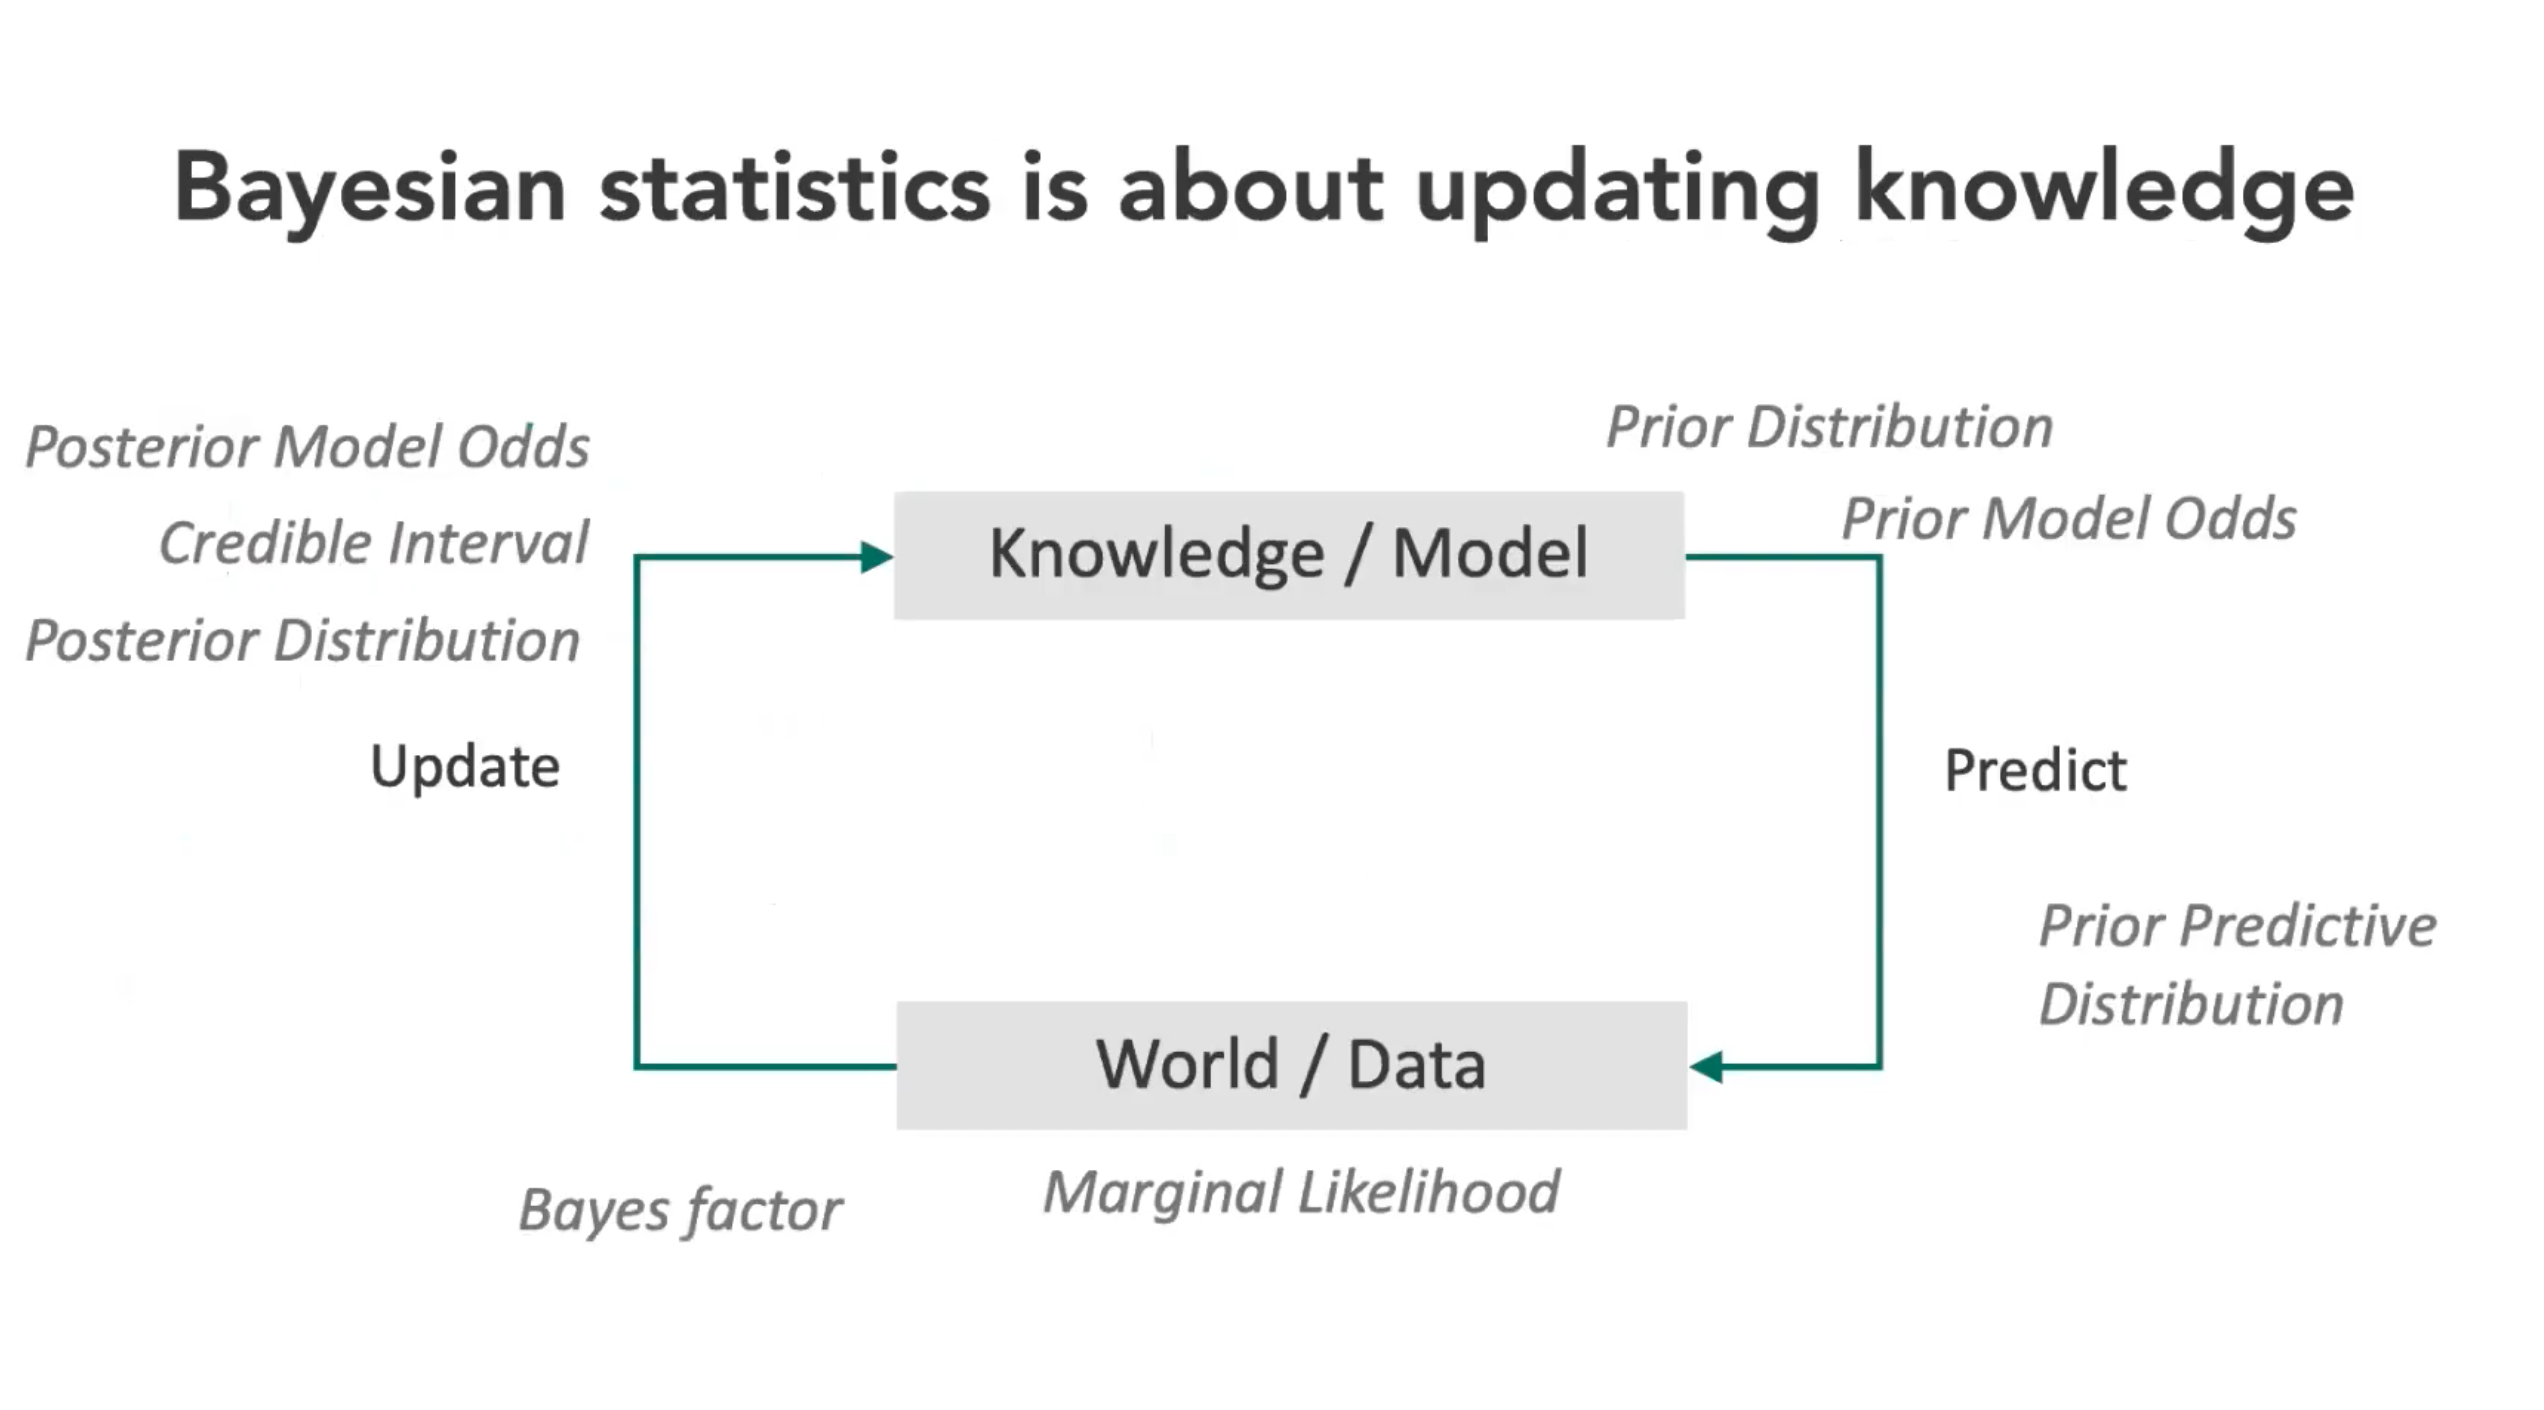 Bayesian statistics is about updating knowledge
Posterior Model Odds
Credible Interval
Posterior Distribution
Update
Knowledge / Model
Prior Distribution
Prior Model Odds
Predict
Prior Predictive
Distribution
World / Data
Marginal Likelihood
Bayes factor